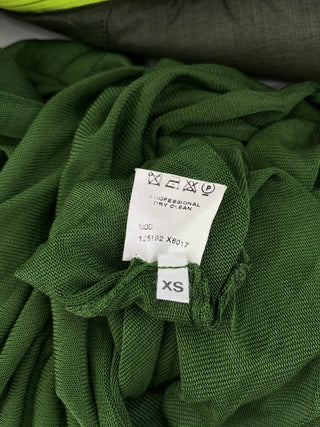 P
PROFESSIONAL
DRY CLEAN
MOD
125192 X6017
XS